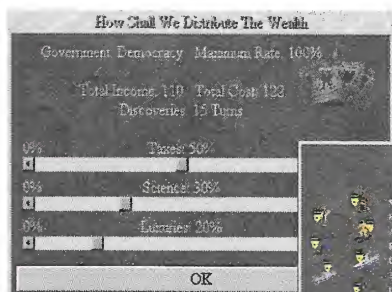 How Shall We Distribute The Wealth
Government: Democracy Maximum Rate: 100%
Total Income: 110 Total Cost: 123
Discoveries: 15 Turns
0% Taxes: 50%
0% Science: 30%
0% Luxuries: 20%
OK